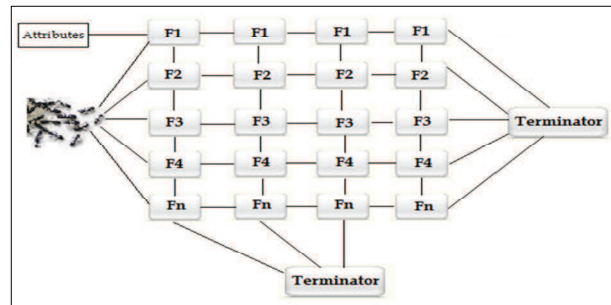 Attributes F1 F1 F1 F1
F2 F2 F2 F2
F3 F3 F3 F3
Terminator
F4 F4 F4 F4
Fn Fn Fn Fn
Terminator